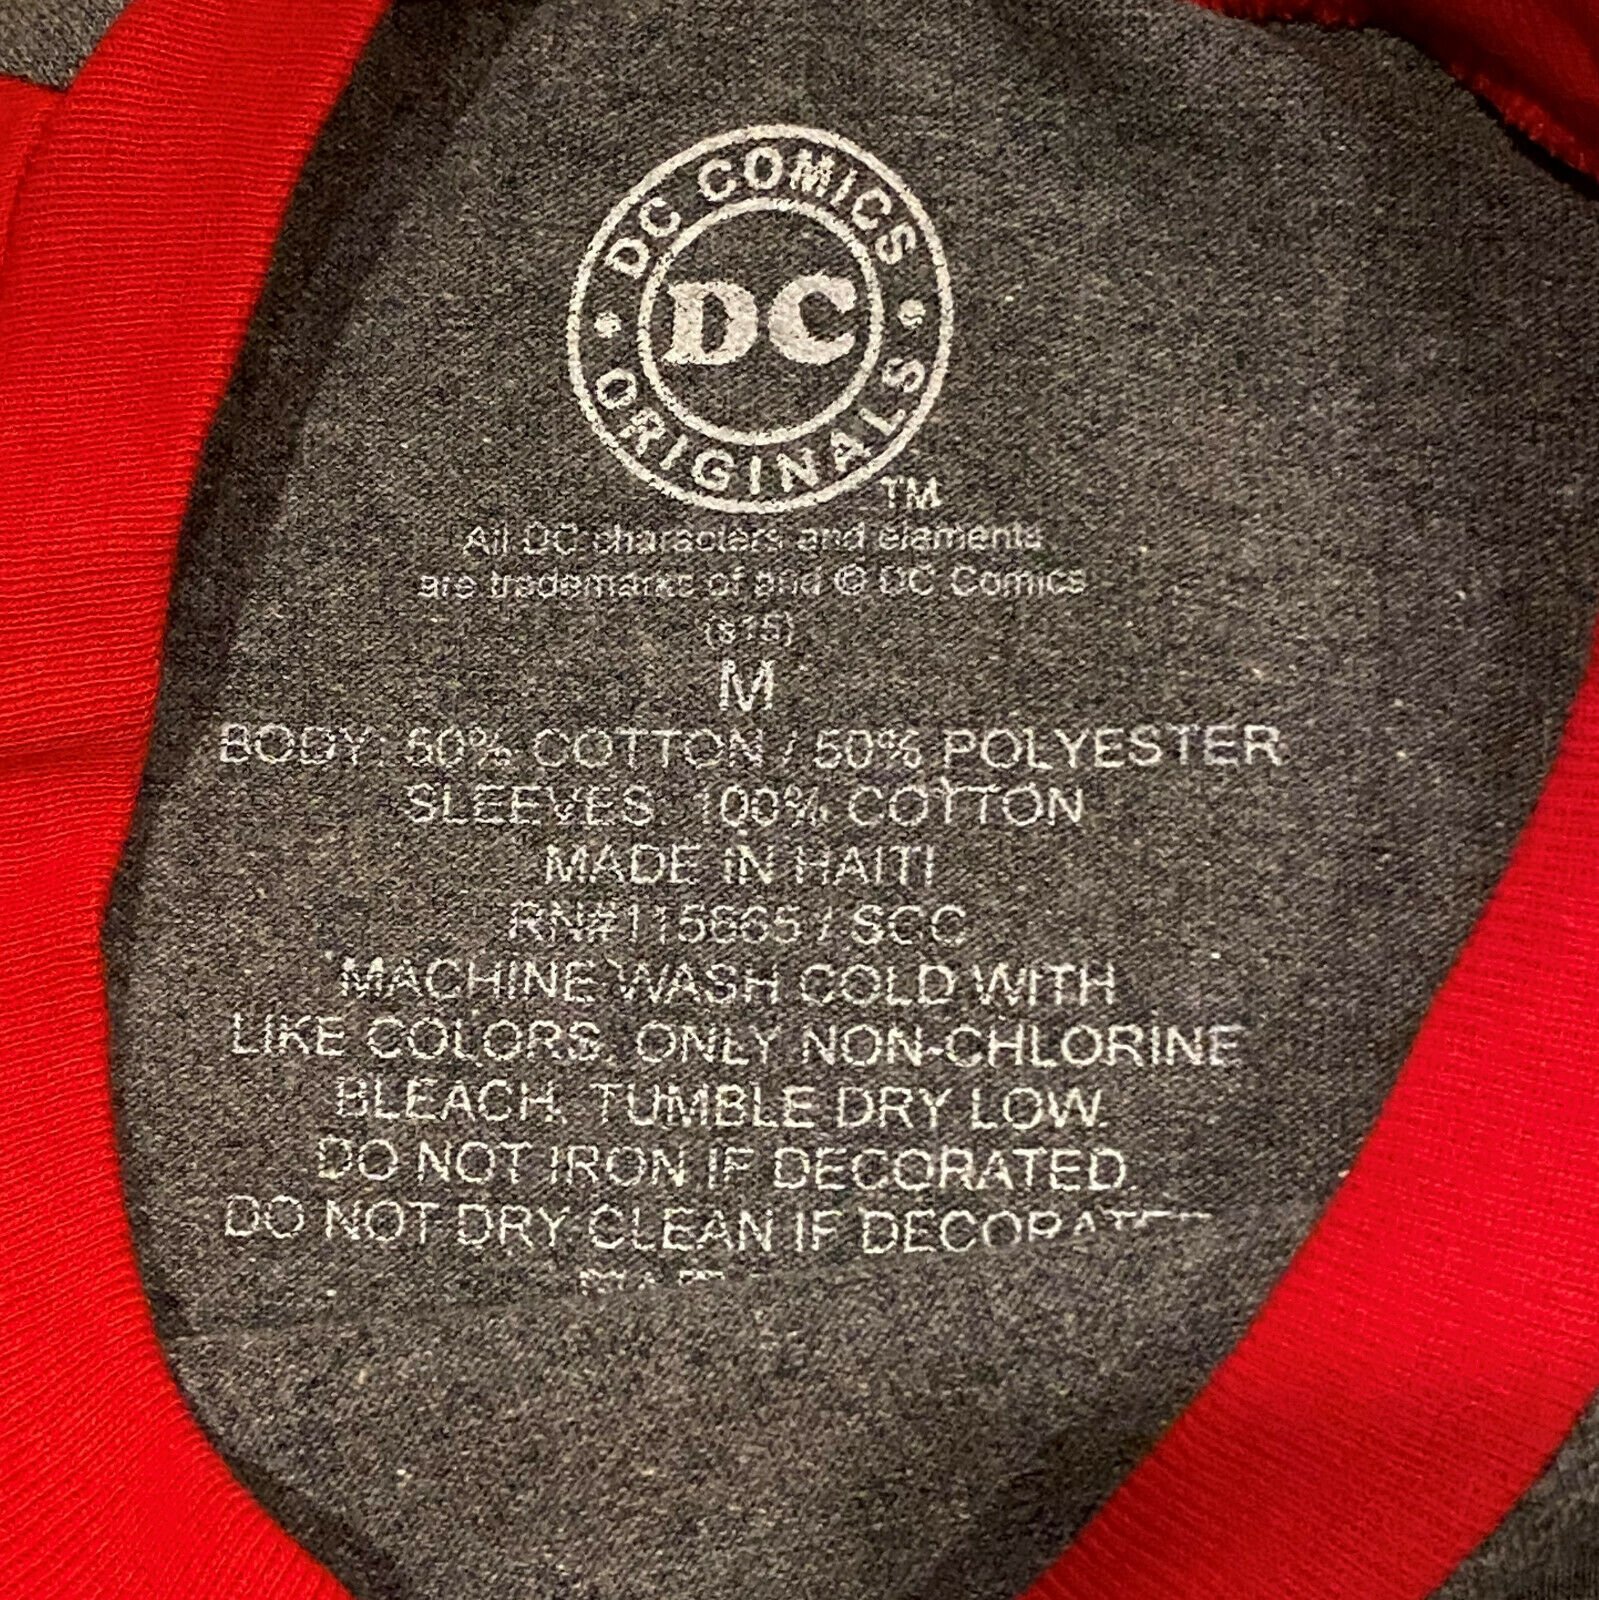 DC COMICS
DC
ORIGINALS
TM
All DC characters and elements
are trademarks of and © DC Comics
(s15)
M
BODY: 50% COTTON / 50% POLYESTER
SLEEVES: 100% COTTON
MADE IN HAITI
RN#115865 / SGC
MACHINE WASH COLD WITH
LIKE COLORS. ONLY NON-CHLORINE
BLEACH. TUMBLE DRY LOW.
DO NOT IRON IF DECORATED.
DO NOT DRY CLEAN IF